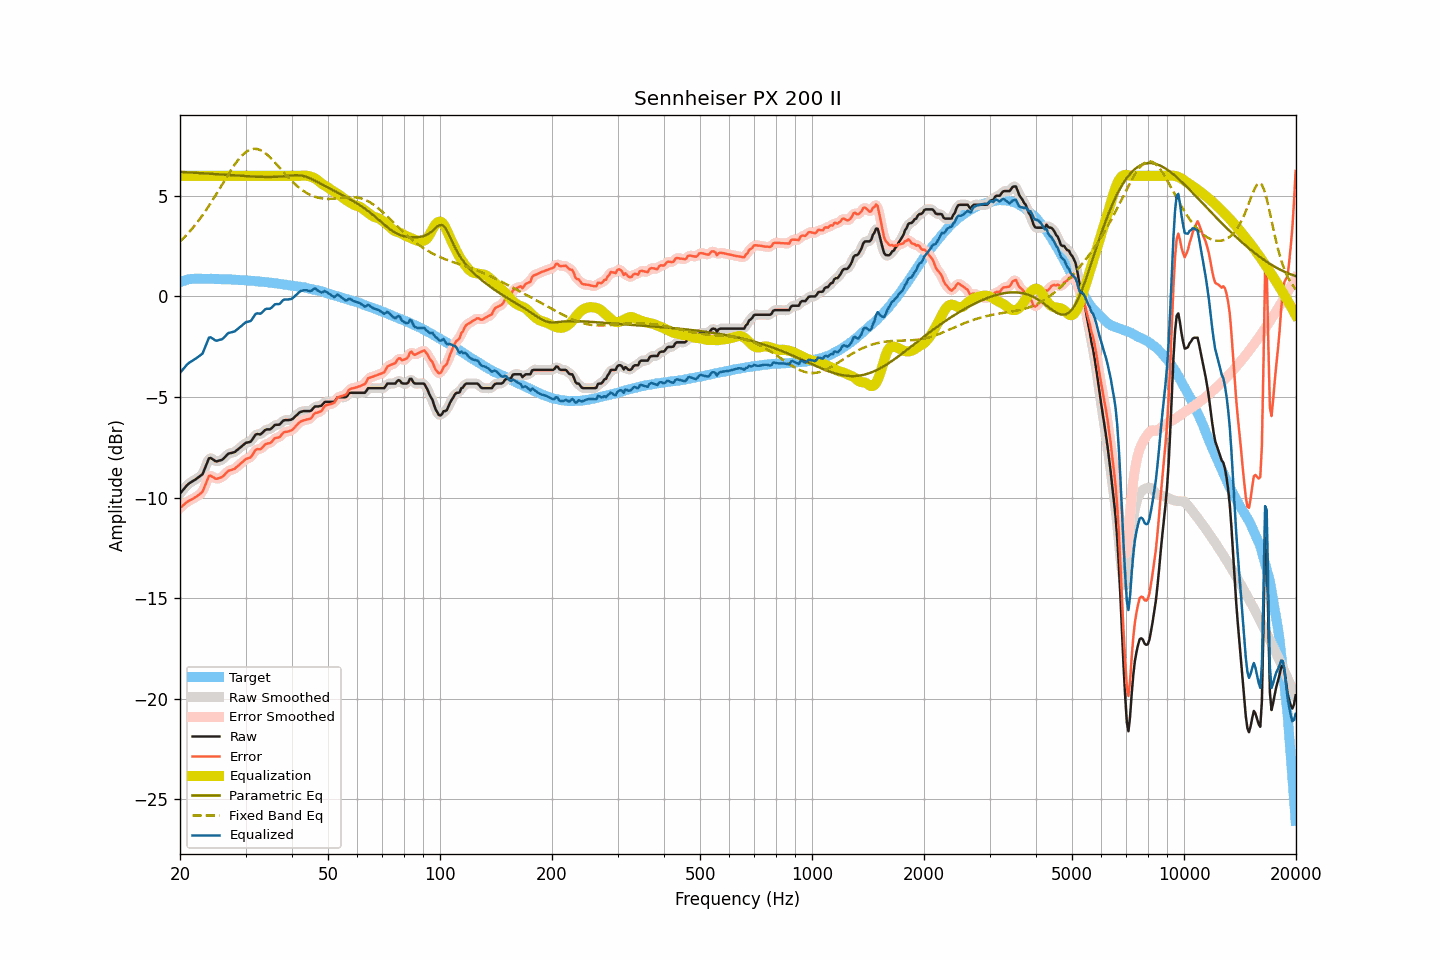 Sennheiser PX 200 II
Amplitude (dBr)
5
0
−5
−10
−15
−20
−25
Target
Raw Smoothed
Error Smoothed
Raw
Error
Equalization
Parametric Eq
Fixed Band Eq
Equalized
20 50 100 200 500 1000 2000 5000 10000 20000
Frequency (Hz)